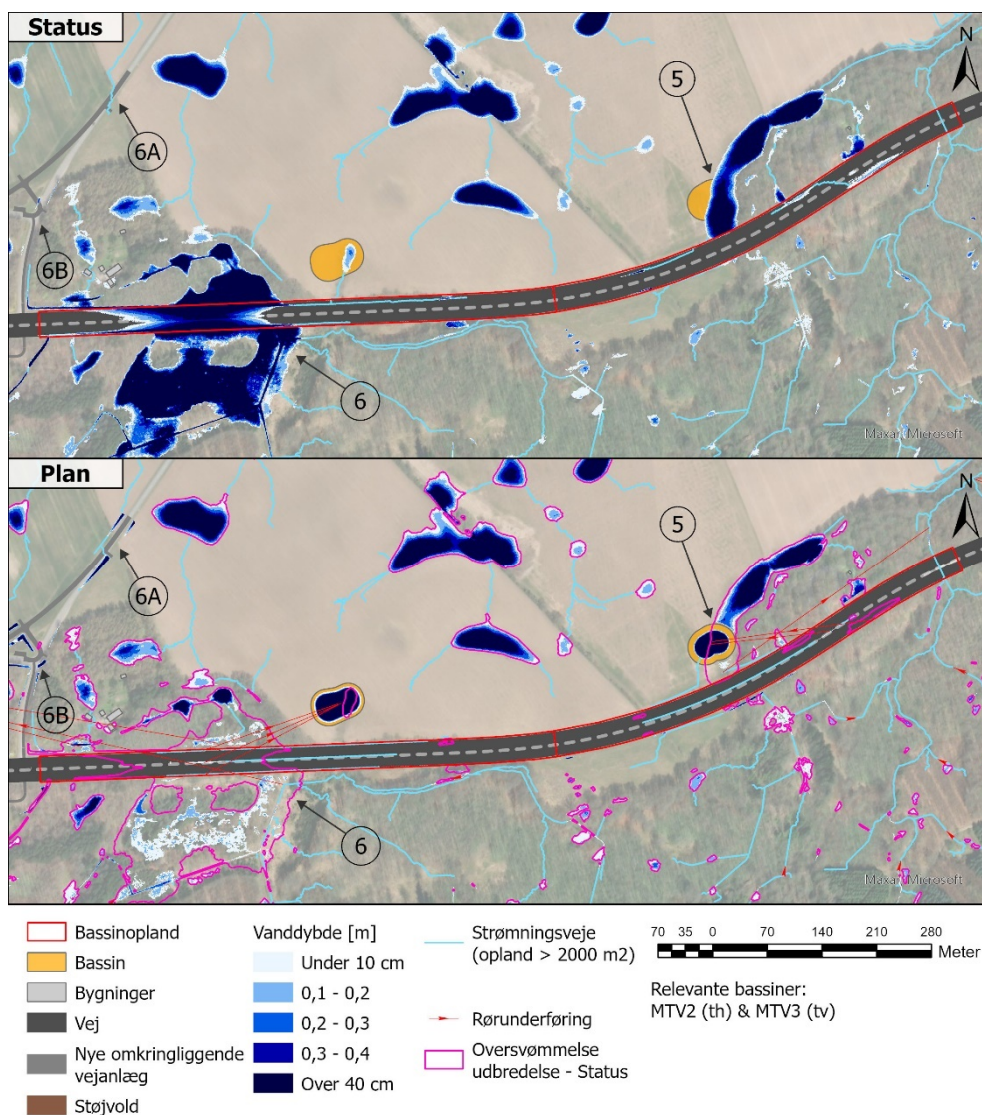 Status
N
5
6A
6B
6
Maxar, Microsoft
Plan
N
5
6A
6B
6
Maxar, Microsoft
Bassinopland
Bassin
Bygninger
Vej
Nye omkringliggende
vejanlæg
Støjvold
Vanddybde [m]
Under 10 cm
0,1 - 0,2
0,2 - 0,3
0,3 - 0,4
Over 40 cm
Strømningsveje
(opland > 2000 m2)
Rørunderføring
Oversvømmelse
udbredelse - Status
70 35 0 70 140 210 280
Meter
Relevante bassiner:
MTV2 (th) & MTV3 (tv)